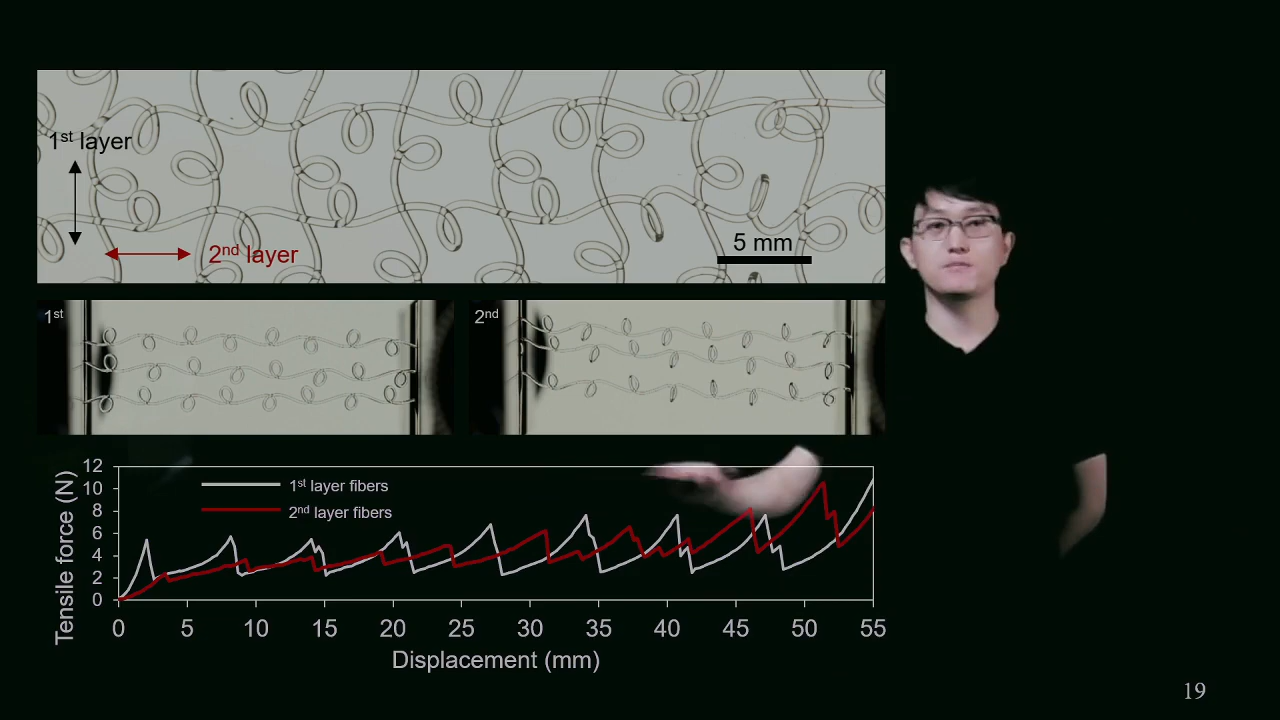 1st layer
2nd layer
5 mm
1st
2nd
Tensile force (N)
12
10
8
6
4
2
0
1st layer fibers
2nd layer fibers
0 5 10 15 20 25 30 35 40 45 50 55
Displacement (mm)
19